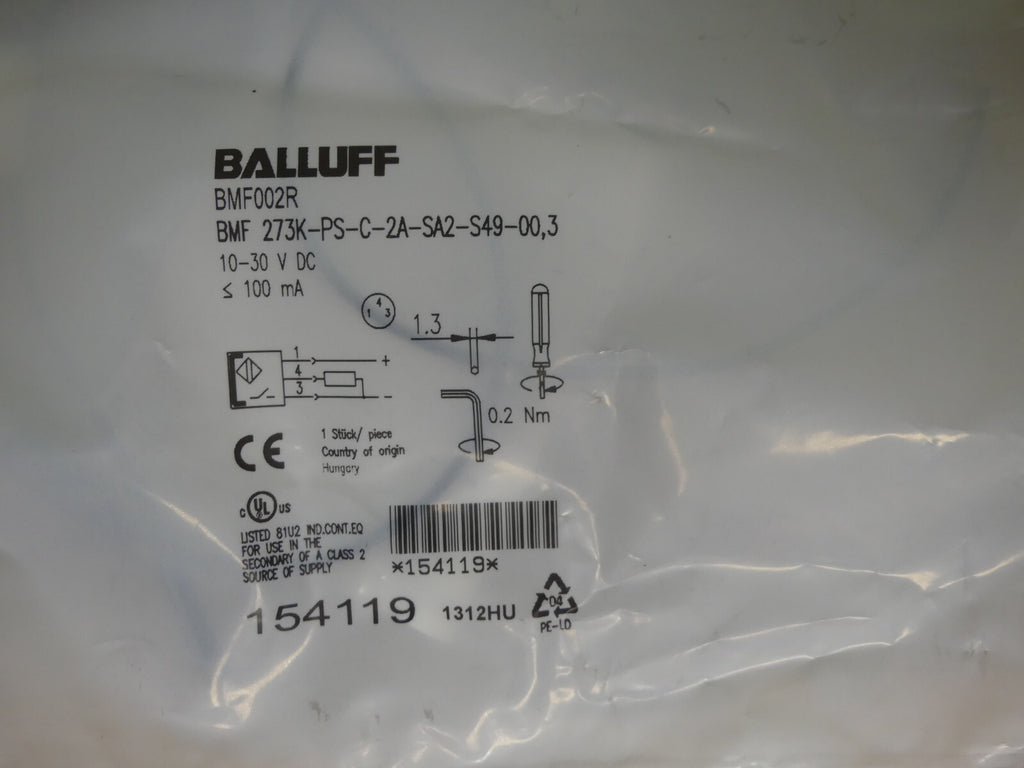 BALLUFF
BMF002R
BMF 273K-PS-C-2A-SA2-S49-00,3
10-30 V DC
≤ 100 mA
1 4 3
1.3
1 +
4
3 -
0.2 Nm
CE
1 Stück/ piece
Country of origin
Hungary
C UL US
LISTED 81U2 IND.CONT.EQ
FOR USE IN THE
SECONDARY OF A CLASS 2
SOURCE OF SUPPLY
*154119*
154119 1312HU
04
PE-LD